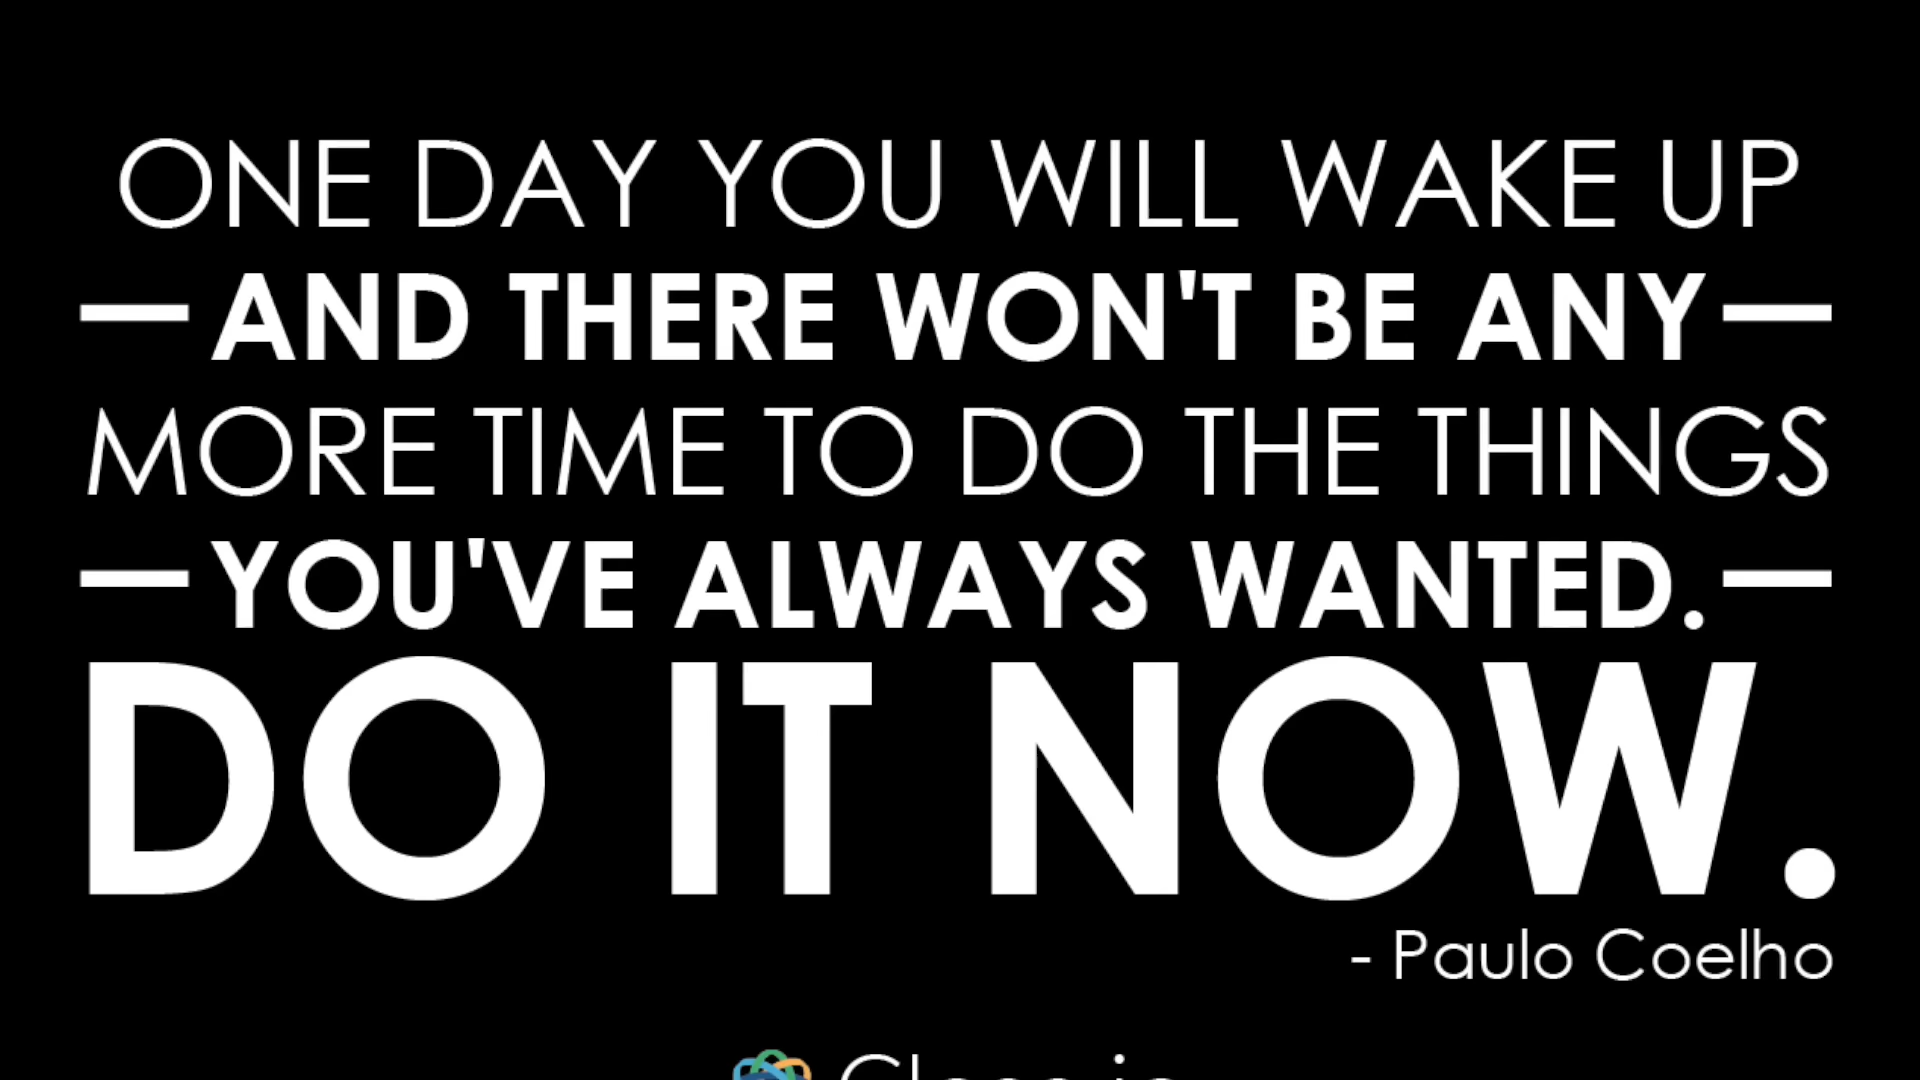 ONE DAY YOU WILL WAKE UP
—AND THERE WON'T BE ANY—
MORE TIME TO DO THE THINGS
—YOU'VE ALWAYS WANTED.—
DO IT NOW.
- Paulo Coelho